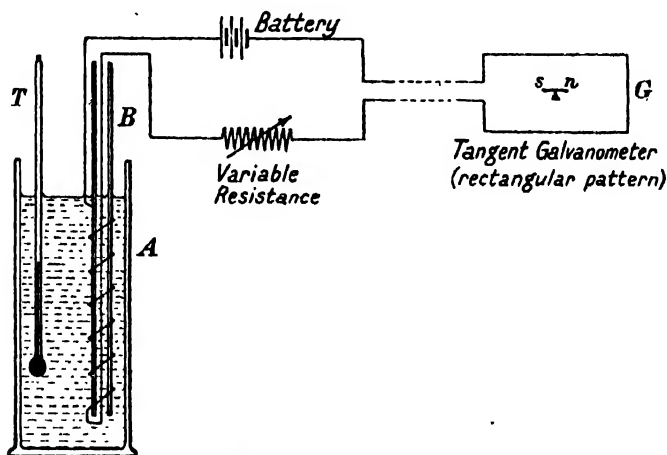 Battery
T
B
s n
G
Variable
Resistance
Tangent Galvanometer
(rectangular pattern)
A